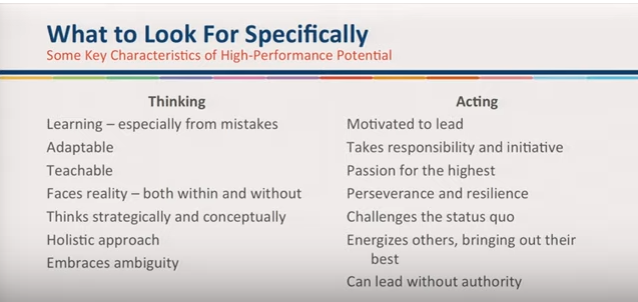 What to Look For Specifically
Some Key Characteristics of High-Performance Potential
Thinking
Learning – especially from mistakes
Adaptable
Teachable
Faces reality – both within and without
Thinks strategically and conceptually
Holistic approach
Embraces ambiguity
Acting
Motivated to lead
Takes responsibility and initiative
Passion for the highest
Perseverance and resilience
Challenges the status quo
Energizes others, bringing out their
best
Can lead without authority